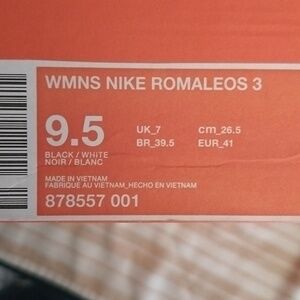 WMNS NIKE ROMALEOS 3
9.5
UK_7 cm_26.5
BR_39.5 EUR_41
BLACK / WHITE
NOIR / BLANC
MADE IN VIETNAM
FABRIQUE AU VIETNAM_HECHO EN VIETNAM
878557 001